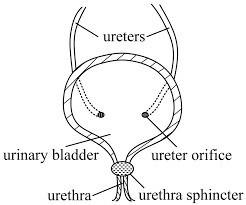 ureters
urinary bladder
ureter orifice
urethra
urethra sphincter